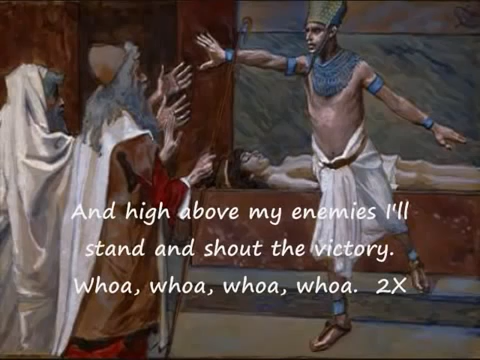 And high above my enemies I'll
stand and shout the victory.
Whoa, whoa, whoa, whoa.  2X